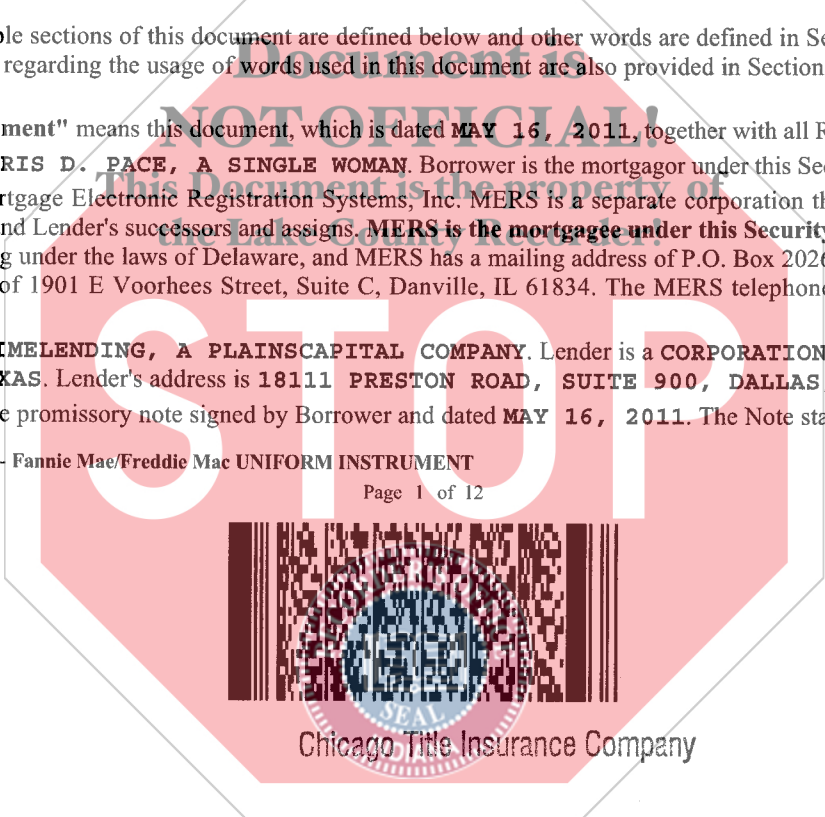 ole sections of this document are defined below and other words are defined in Se
regarding the usage of words used in this document are also provided in Section
Document is
NOT OFFICIAL!
ment" means this document, which is dated MAY 16, 2011, together with all R
RIS D. PACE, A SINGLE WOMAN. Borrower is the mortgagor under this Sec
This Document is the property of
rtgage Electronic Registration Systems, Inc. MERS is a separate corporation th
nd Lender's successors and assigns. MERS is the mortgagee under this Security
the Lake County Recorder!
g under the laws of Delaware, and MERS has a mailing address of P.O. Box 2026
of 1901 E Voorhees Street, Suite C, Danville, IL 61834. The MERS telephone
STOP
IMELENDING, A PLAINSCAPITAL COMPANY. Lender is a CORPORATION
XAS. Lender's address is 18111 PRESTON ROAD, SUITE 900, DALLAS,
e promissory note signed by Borrower and dated MAY 16, 2011. The Note sta
- Fannie Mae/Freddie Mac UNIFORM INSTRUMENT
Page 1 of 12
RECORDER'S OFFICE
SEAL
INDIANA
Chicago Title Insurance Company